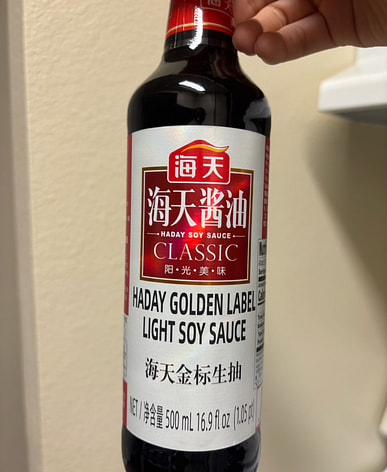 海天
海天酱油
HADAY SOY SAUCE
CLASSIC
阳·光·美·味
HADAY GOLDEN LABEL
LIGHT SOY SAUCE
海天金标生抽
NET / 净含量 500 mL 16.9 fl oz (1.05 pt)